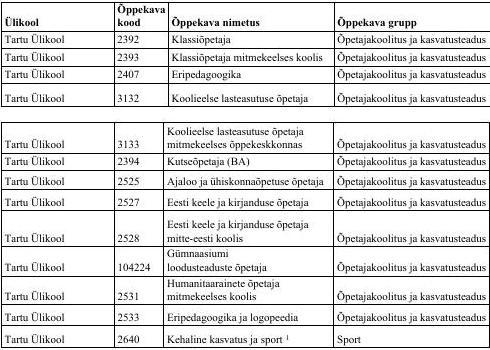 Ülikool Õppekava kood Õppekava nimetus Õppekava grupp
Tartu Ülikool 2392 Klassiõpetaja Õpetajakoolitus ja kasvatusteadus
Tartu Ülikool 2393 Klassiõpetaja mitmekeelses koolis Õpetajakoolitus ja kasvatusteadus
Tartu Ülikool 2407 Eripedagoogika Õpetajakoolitus ja kasvatusteadus
Tartu Ülikool 3132 Koolieelse lasteasutuse õpetaja Õpetajakoolitus ja kasvatusteadus
Tartu Ülikool 3133 Koolieelse lasteasutuse õpetaja mitmekeelses õppekeskkonnas Õpetajakoolitus ja kasvatusteadus
Tartu Ülikool 2394 Kutseõpetaja (BA) Õpetajakoolitus ja kasvatusteadus
Tartu Ülikool 2525 Ajaloo ja ühiskonnaõpetuse õpetaja Õpetajakoolitus ja kasvatusteadus
Tartu Ülikool 2527 Eesti keele ja kirjanduse õpetaja Õpetajakoolitus ja kasvatusteadus
Tartu Ülikool 2528 Eesti keele ja kirjanduse õpetaja mitte-eesti koolis Õpetajakoolitus ja kasvatusteadus
Tartu Ülikool 104224 Gümnaasiumi loodusteaduste õpetaja Õpetajakoolitus ja kasvatusteadus
Tartu Ülikool 2531 Humanitaarainete õpetaja mitmekeelses koolis Õpetajakoolitus ja kasvatusteadus
Tartu Ülikool 2533 Eripedagoogika ja logopeedia Õpetajakoolitus ja kasvatusteadus
Tartu Ülikool 2640 Kehaline kasvatus ja sport ¹ Sport